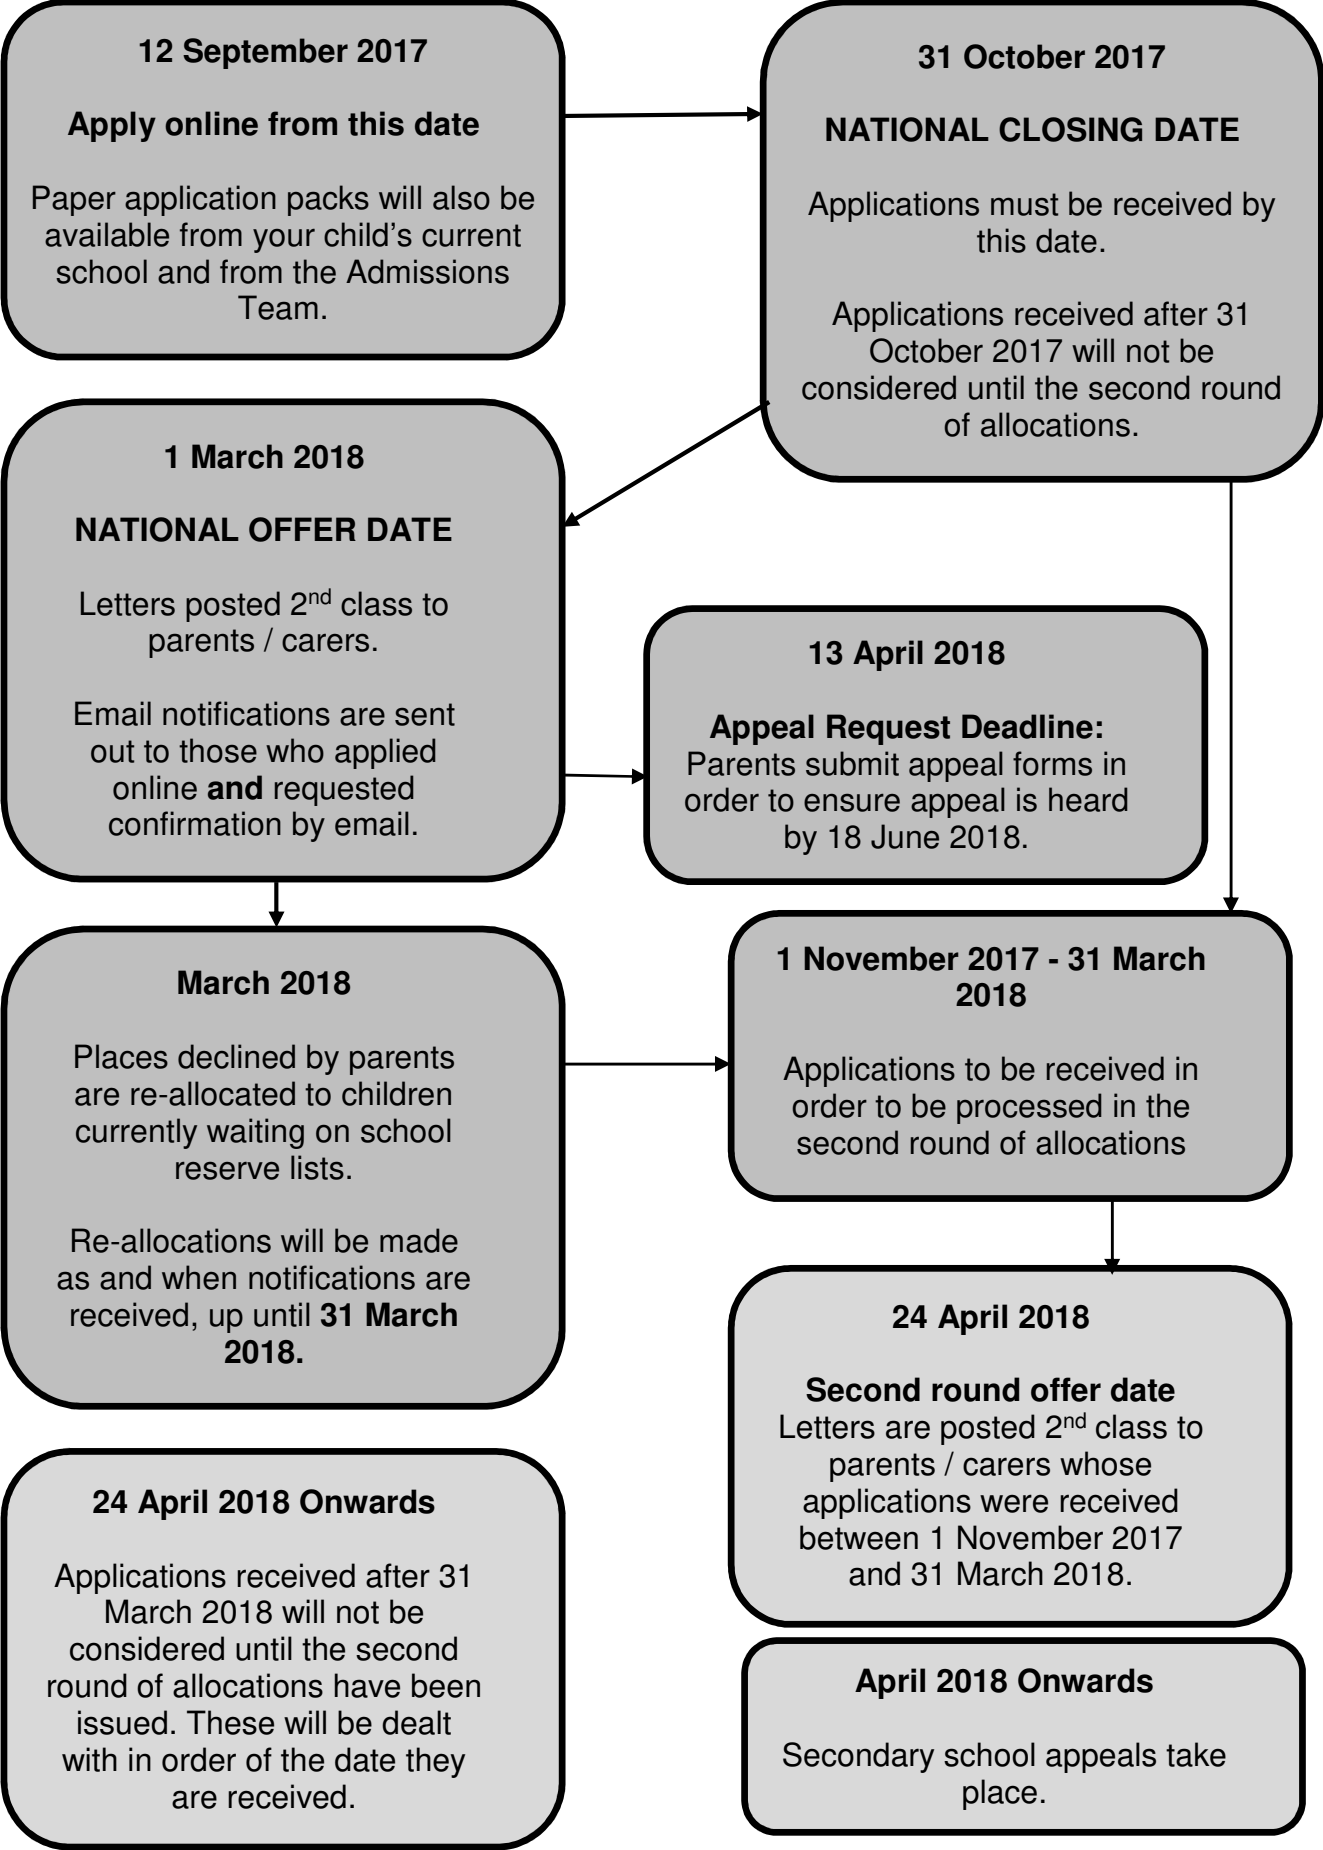 12 September 2017
Apply online from this date
Paper application packs will also be
available from your child's current
school and from the Admissions
Team.
31 October 2017
NATIONAL CLOSING DATE
Applications must be received by
this date.
Applications received after 31
October 2017 will not be
considered until the second round
of allocations.
1 March 2018
NATIONAL OFFER DATE
Letters posted 2nd class to
parents / carers.
Email notifications are sent
out to those who applied
online and requested
confirmation by email.
13 April 2018
Appeal Request Deadline:
Parents submit appeal forms in
order to ensure appeal is heard
by 18 June 2018.
March 2018
Places declined by parents
are re-allocated to children
currently waiting on school
reserve lists.
Re-allocations will be made
as and when notifications are
received, up until 31 March
2018.
1 November 2017 - 31 March
2018
Applications to be received in
order to be processed in the
second round of allocations
24 April 2018
Second round offer date
Letters are posted 2nd class to
parents / carers whose
applications were received
between 1 November 2017
and 31 March 2018.
24 April 2018 Onwards
Applications received after 31
March 2018 will not be
considered until the second
round of allocations have been
issued. These will be dealt
with in order of the date they
are received.
April 2018 Onwards
Secondary school appeals take
place.